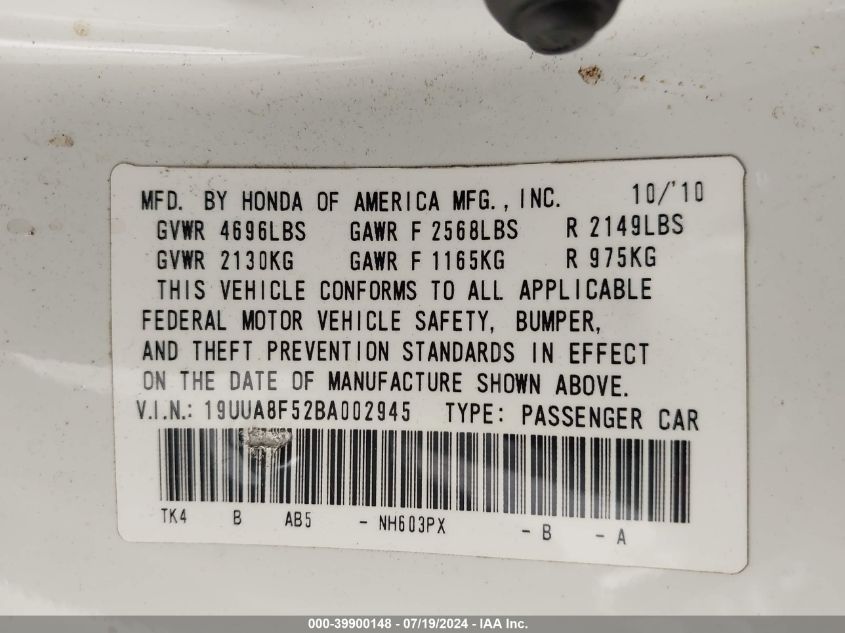 MFD. BY HONDA OF AMERICA MFG., INC. 10/'10
GVWR 4696LBS GAWR F 2568LBS R 2149LBS
GVWR 2130KG GAWR F 1165KG R 975KG
THIS VEHICLE CONFORMS TO ALL APPLICABLE
FEDERAL MOTOR VEHICLE SAFETY, BUMPER,
AND THEFT PREVENTION STANDARDS IN EFFECT
ON THE DATE OF MANUFACTURE SHOWN ABOVE.
V.I.N.: 19UUA8F52BA002945 TYPE: PASSENGER CAR
TK4 B AB5 - NH603PX - B - A
000-39900148 - 07/19/2024 - IAA Inc.